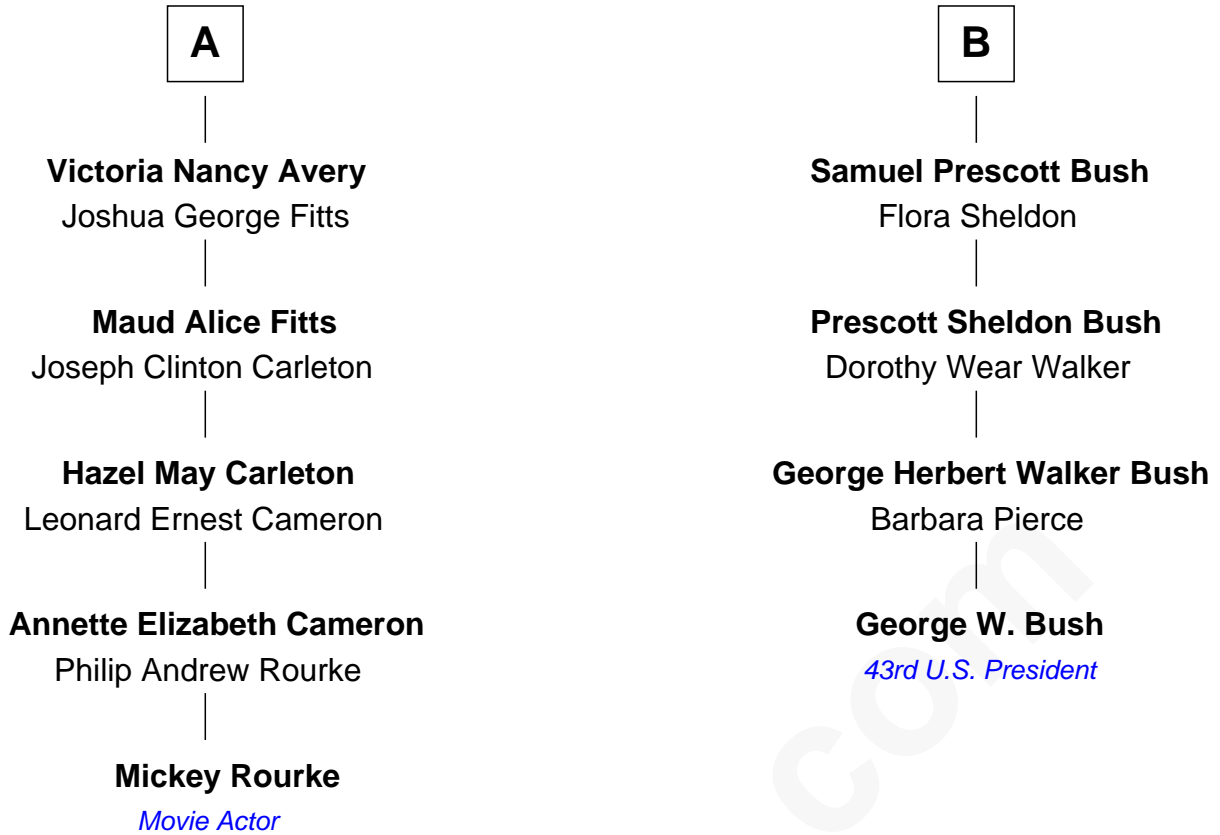 A
Victoria Nancy Avery
Joshua George Fitts
Maud Alice Fitts
Joseph Clinton Carleton
Hazel May Carleton
Leonard Ernest Cameron
Annette Elizabeth Cameron
Philip Andrew Rourke
Mickey Rourke
Movie Actor
B
Samuel Prescott Bush
Flora Sheldon
Prescott Sheldon Bush
Dorothy Wear Walker
George Herbert Walker Bush
Barbara Pierce
George W. Bush
43rd U.S. President
com